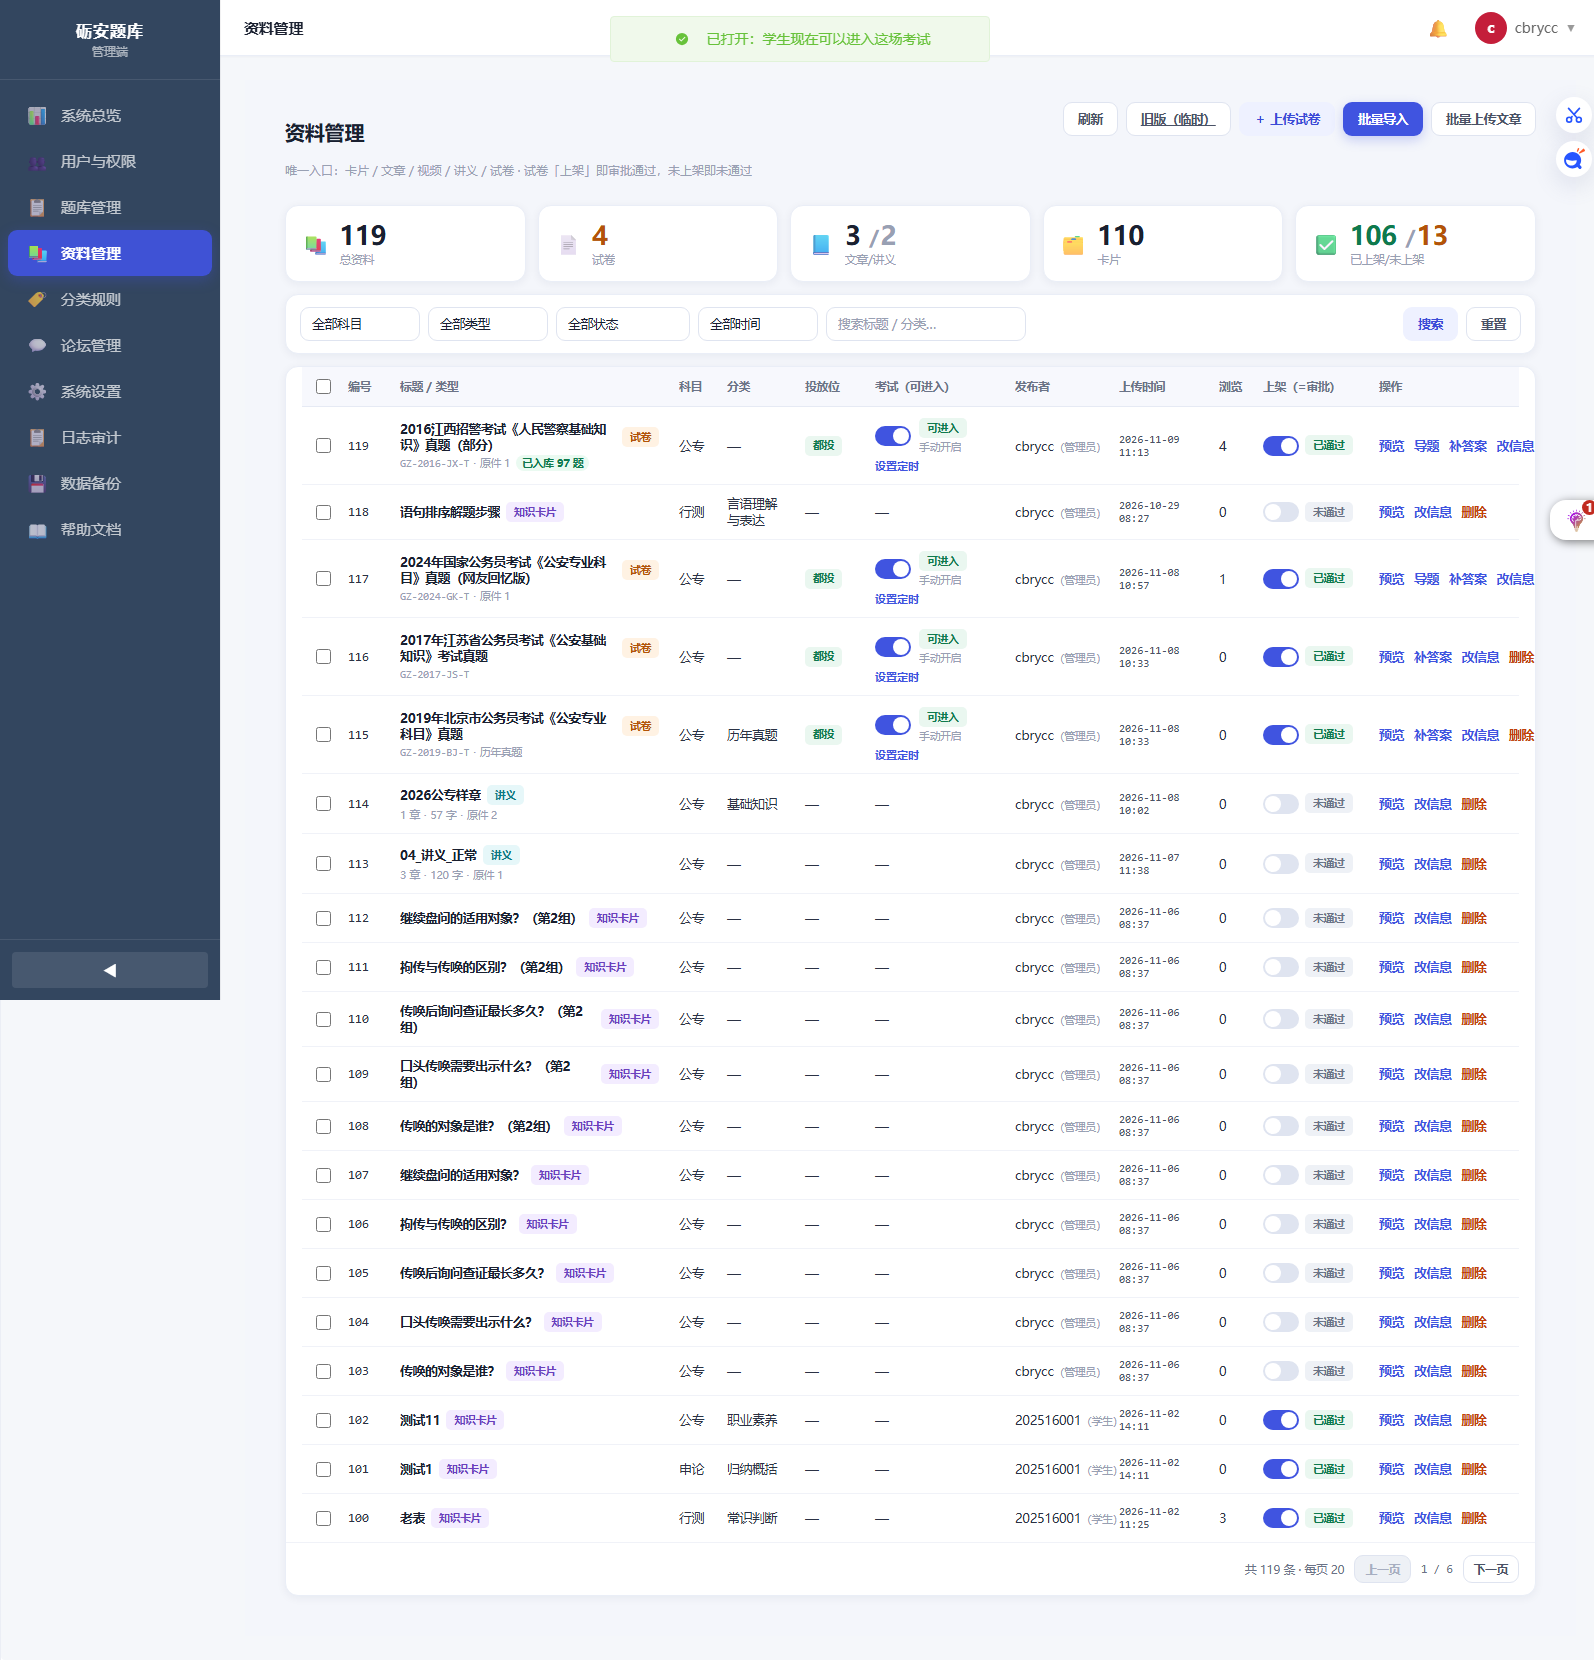 砺安题库
管理端
系统总览
用户与权限
题库管理
资料管理
分类规则
论坛管理
系统设置
日志审计
数据备份
帮助文档
资料管理
已打开：学生现在可以进入这场考试
c cbrycc
资料管理
唯一入口：卡片 / 文章 / 视频 / 讲义 / 试卷 · 试卷「上架」即审批通过，未上架即未通过
刷新 旧版（临时） + 上传试卷 批量导入 批量上传文章
119 总资料
4 试卷
3 /2 文章/讲义
110 卡片
106 /13 已上架/未上架
全部科目 全部类型 全部状态 全部时间 搜索标题 / 分类... 搜索 重置
编号 标题 / 类型 科目 分类 投放位 考试（可进入） 发布者 上传时间 浏览 上架（=审批） 操作
119 2016江西招警考试《人民警察基础知识》真题（部分） 试卷 GZ-2016-JX-T · 原件 1 已入库 97 题 公专 — 都投 可进入 手动开启 设置定时 cbrycc (管理员) 2026-11-09 11:13 4 已通过 预览 导题 补答案 改信息
118 语句排序解题步骤 知识卡片 行测 言语理解与表达 — — cbrycc (管理员) 2026-10-29 08:27 0 未通过 预览 改信息 删除
117 2024年国家公务员考试《公安专业科目》真题（网友回忆版） 试卷 GZ-2024-GK-T · 原件 1 公专 — 都投 可进入 手动开启 设置定时 cbrycc (管理员) 2026-11-08 10:57 1 已通过 预览 导题 补答案 改信息
116 2017年江苏省公务员考试《公安基础知识》考试真题 试卷 GZ-2017-JS-T 公专 — 都投 可进入 手动开启 设置定时 cbrycc (管理员) 2026-11-08 10:33 0 已通过 预览 补答案 改信息 删除
115 2019年北京市公务员考试《公安专业科目》真题 试卷 GZ-2019-BJ-T · 历年真题 公专 历年真题 都投 可进入 手动开启 设置定时 cbrycc (管理员) 2026-11-08 10:33 0 已通过 预览 补答案 改信息 删除
114 2026公专样章 讲义 1 章 · 57 字 · 原件 2 公专 基础知识 — — cbrycc (管理员) 2026-11-08 10:02 0 未通过 预览 改信息 删除
113 04_讲义_正常 讲义 3 章 · 120 字 · 原件 1 公专 — — — cbrycc (管理员) 2026-11-07 11:38 0 未通过 预览 改信息 删除
112 继续盘问的适用对象？（第2组） 知识卡片 公专 — — — cbrycc (管理员) 2026-11-06 08:37 0 未通过 预览 改信息 删除
111 拘传与传唤的区别？（第2组） 知识卡片 公专 — — — cbrycc (管理员) 2026-11-06 08:37 0 未通过 预览 改信息 删除
110 传唤后询问查证最长多久？（第2组） 知识卡片 公专 — — — cbrycc (管理员) 2026-11-06 08:37 0 未通过 预览 改信息 删除
109 口头传唤需要出示什么？（第2组） 知识卡片 公专 — — — cbrycc (管理员) 2026-11-06 08:37 0 未通过 预览 改信息 删除
108 传唤的对象是谁？（第2组） 知识卡片 公专 — — — cbrycc (管理员) 2026-11-06 08:37 0 未通过 预览 改信息 删除
107 继续盘问的适用对象？ 知识卡片 公专 — — — cbrycc (管理员) 2026-11-06 08:37 0 未通过 预览 改信息 删除
106 拘传与传唤的区别？ 知识卡片 公专 — — — cbrycc (管理员) 2026-11-06 08:37 0 未通过 预览 改信息 删除
105 传唤后询问查证最长多久？ 知识卡片 公专 — — — cbrycc (管理员) 2026-11-06 08:37 0 未通过 预览 改信息 删除
104 口头传唤需要出示什么？ 知识卡片 公专 — — — cbrycc (管理员) 2026-11-06 08:37 0 未通过 预览 改信息 删除
103 传唤的对象是谁？ 知识卡片 公专 — — — cbrycc (管理员) 2026-11-06 08:37 0 未通过 预览 改信息 删除
102 测试11 知识卡片 公专 职业素养 — — 202516001 (学生) 2026-11-02 14:11 0 已通过 预览 改信息 删除
101 测试1 知识卡片 申论 归纳概括 — — 202516001 (学生) 2026-11-02 14:11 0 已通过 预览 改信息 删除
100 老表 知识卡片 行测 常识判断 — — 202516001 (学生) 2026-11-02 11:25 3 已通过 预览 改信息 删除
共 119 条 · 每页 20 上一页 1 / 6 下一页
1